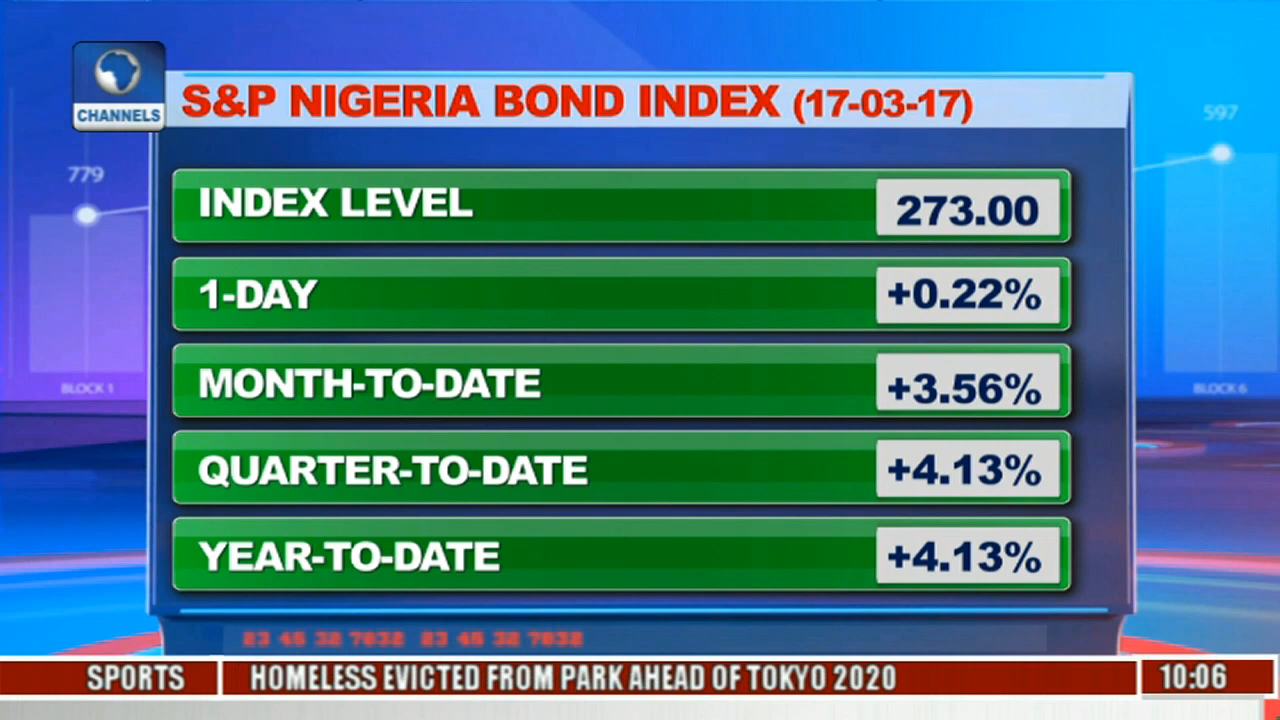 CHANNELS
S&P NIGERIA BOND INDEX (17-03-17)
779
597
INDEX LEVEL 273.00
1-DAY +0.22%
MONTH-TO-DATE +3.56%
BLOCK 1
BLOCK 6
QUARTER-TO-DATE +4.13%
YEAR-TO-DATE +4.13%
23 45 32 7832 23 45 32 7832
SPORTS HOMELESS EVICTED FROM PARK AHEAD OF TOKYO 2020 10:06